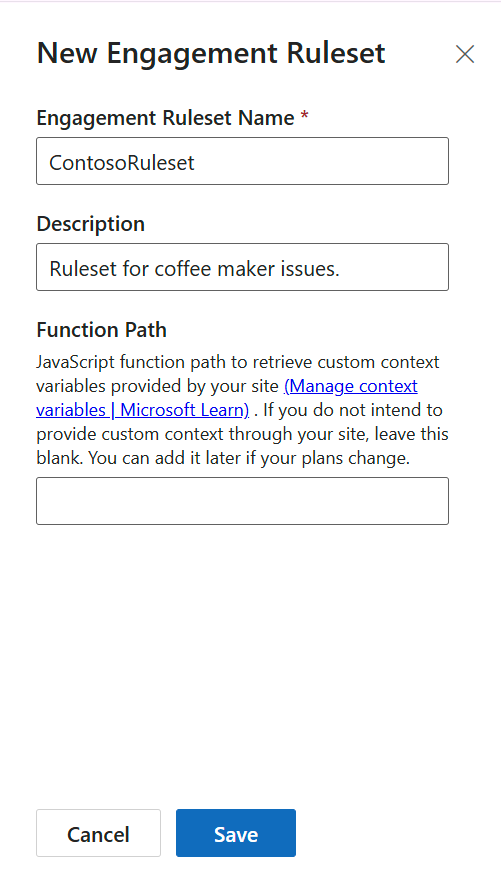 New Engagement Ruleset
Engagement Ruleset Name *
ContosoRuleset
Description
Ruleset for coffee maker issues.
Function Path
JavaScript function path to retrieve custom context
variables provided by your site (Manage context
variables | Microsoft Learn) . If you do not intend to
provide custom context through your site, leave this
blank. You can add it later if your plans change.
Cancel
Save